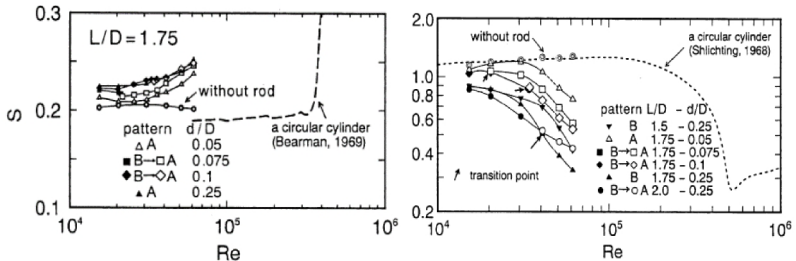 0.3
L/D = 1.75
S
0.2
without rod
pattern d/D
△ A 0.05
■ B→□ A 0.075
◆ B→◇ A 0.1
▲ A 0.25
a circular cylinder
(Bearman, 1969)
0.1
10^4 10^5 10^6
Re
2.0
without rod
a circular cylinder
(Shlichting, 1968)
1.0
0.8
0.6
0.4
0.2
pattern L/D - d/D
▼ B 1.5 - 0.25
△ A 1.75 - 0.05
■ B→□ A 1.75 - 0.075
◆ B→◇ A 1.75 - 0.1
▲ B 1.75 - 0.25
● B→○ A 2.0 - 0.25
transition point
10^4 10^5 10^6
Re